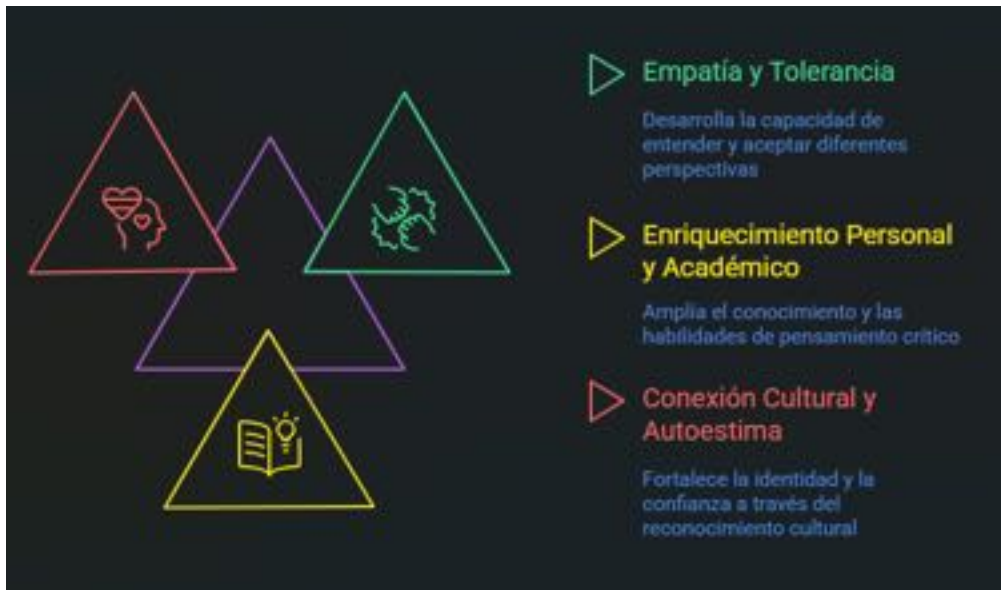 Empatía y Tolerancia
Desarrolla la capacidad de
entender y aceptar diferentes
perspectivas
Enriquecimiento Personal
y Académico
Amplía el conocimiento y las
habilidades de pensamiento crítico
Conexión Cultural y
Autoestima
Fortalece la identidad y la
confianza a través del
reconocimiento cultural